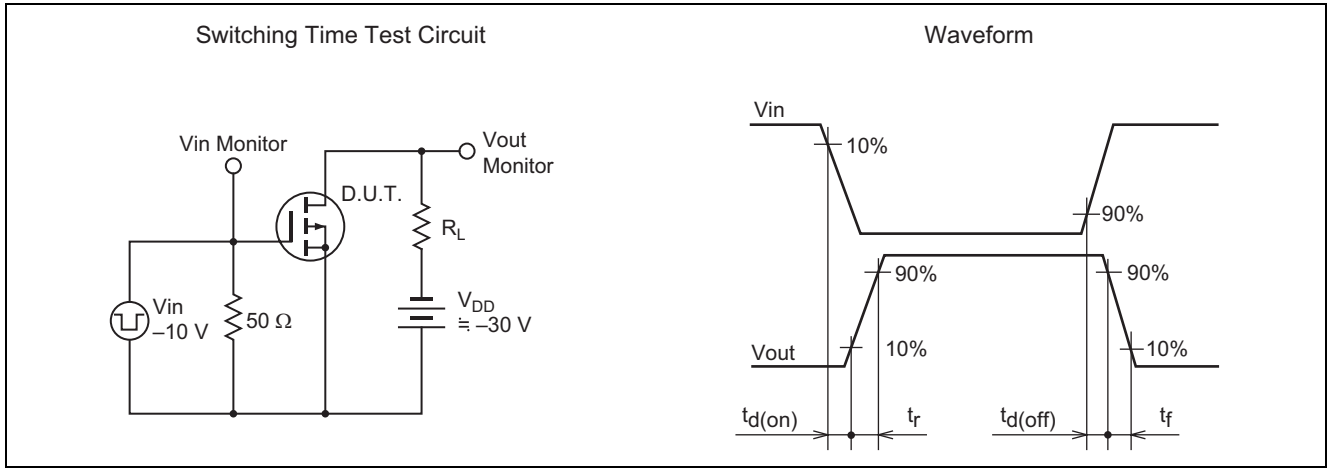 Switching Time Test Circuit
Vin Monitor
D.U.T.
Vout
Monitor
RL
Vin
–10 V
50 Ω
VDD
≒ –30 V
Waveform
Vin
10%
90%
90%
90%
Vout
10%
10%
td(on)
tr
td(off)
tf